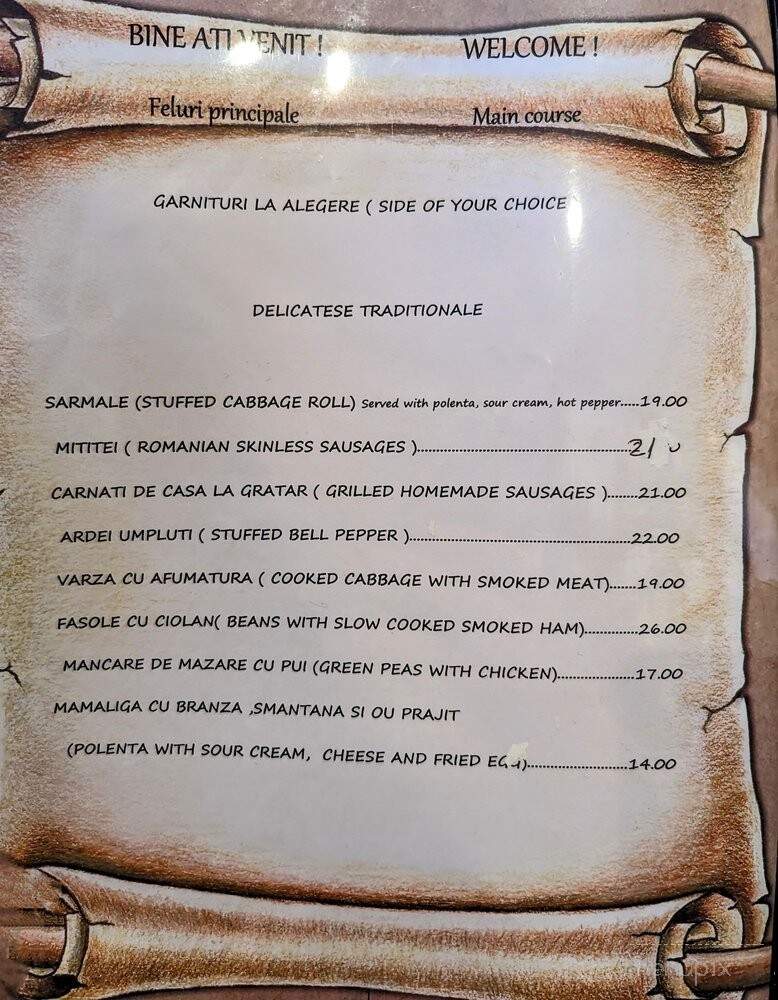 BINE ATI VENIT !
WELCOME !
Feluri principale
Main course
GARNITURI LA ALEGERE ( SIDE OF YOUR CHOICE
DELICATESE TRADITIONALE
SARMALE (STUFFED CABBAGE ROLL) Served with polenta, sour cream, hot pepper.....19.00
MITITEI ( ROMANIAN SKINLESS SAUSAGES )
CARNATI DE CASA LA GRATAR ( GRILLED HOMEMADE SAUSAGES )........21.00
ARDEI UMPLUTI ( STUFFED BELL PEPPER )......................................................22.00
VARZA CU AFUMATURA ( COOKED CABBAGE WITH SMOKED MEAT).......19.00
FASOLE CU CIOLAN( BEANS WITH SLOW COOKED SMOKED HAM)..............26.00
MANCARE DE MAZARE CU PUI (GREEN PEAS WITH CHICKEN).....................17.00
MAMALIGA CU BRANZA ,SMANTANA SI OU PRAJIT
(POLENTA WITH SOUR CREAM, CHEESE AND FRIED EGG)...........................14.00